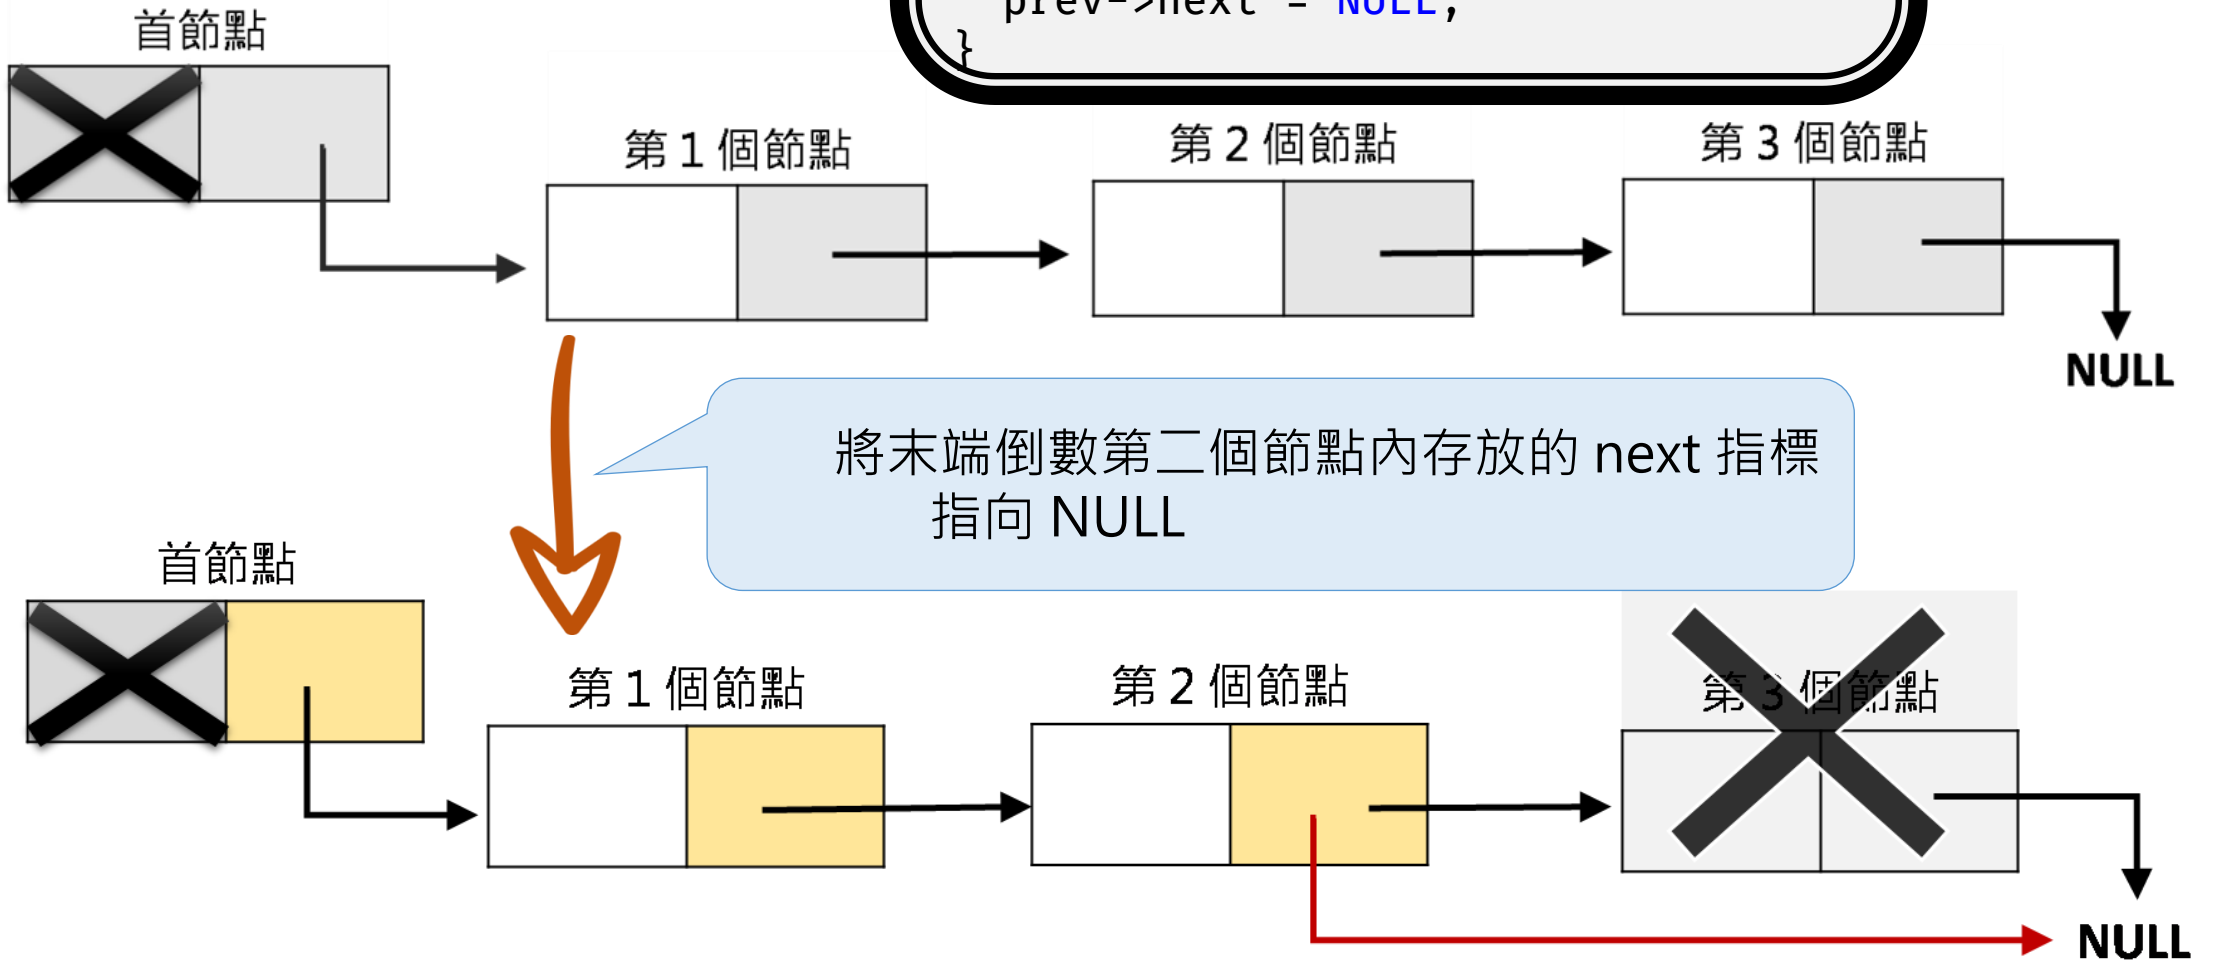 prev->next = NULL;
}
首節點
第 1 個節點
第 2 個節點
第 3 個節點
NULL
將末端倒數第二個節點內存放的 next 指標
指向 NULL
首節點
第 1 個節點
第 2 個節點
第 3 個節點
NULL